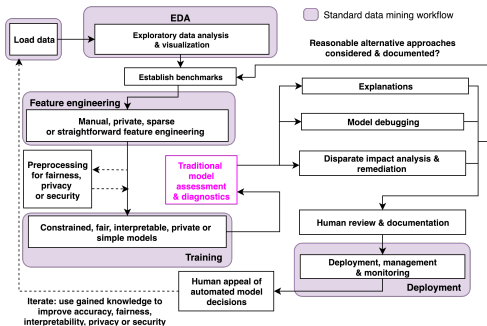 EDA
Standard data mining workflow
Load data
Exploratory data analysis
& visualization
Reasonable alternative approaches
considered & documented?
Establish benchmarks
Feature engineering
Explanations
Manual, private, sparse
or straightforward feature engineering
Model debugging
Preprocessing
for fairness,
privacy
or security
Traditional
model
assessment
& diagnostics
Disparate impact analysis &
remediation
Constrained, fair, interpretable, private or
simple models
Training
Human review & documentation
Deployment, management
& monitoring
Deployment
Human appeal of
automated model
decisions
Iterate: use gained knowledge to
improve accuracy, fairness,
interpretability, privacy or security